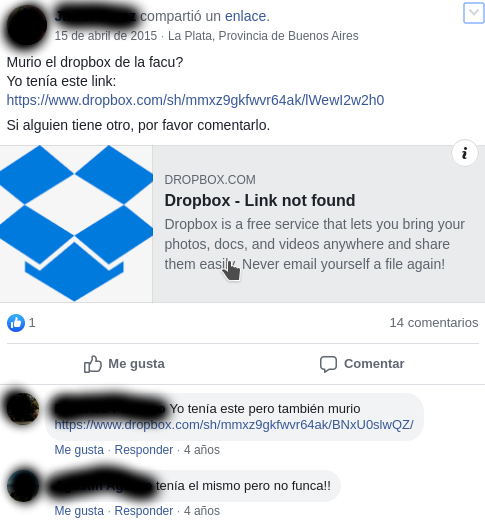 compartió un enlace.
15 de abril de 2015 · La Plata, Provincia de Buenos Aires
Murio el dropbox de la facu?
Yo tenía este link:
https://www.dropbox.com/sh/mmxz9gkfwvr64ak/lWewI2w2h0
Si alguien tiene otro, por favor comentarlo.
DROPBOX.COM
Dropbox - Link not found
Dropbox is a free service that lets you bring your
photos, docs, and videos anywhere and share
them easily. Never email yourself a file again!
1
14 comentarios
Me gusta
Comentar
Yo tenía este pero también murio
https://www.dropbox.com/sh/mmxz9gkfwvr64ak/BNxU0slwQZ/
Me gusta · Responder · 4 años
tenía el mismo pero no funca!!
Me gusta · Responder · 4 años